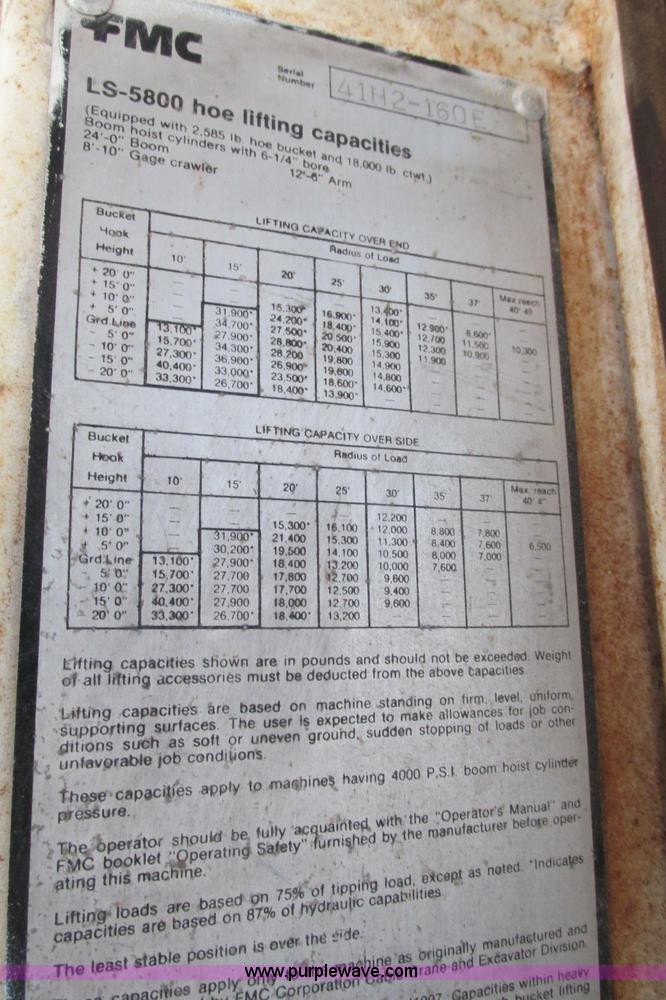 FMC
Serial
Number 41H2-160E
LS-5800 hoe lifting capacities
(Equipped with 2,585 lb. hoe bucket and 18,000 lb. ctwt.)
Boom hoist cylinders with 6-1/4" bore
24'-0" Boom 12'-6" Arm
8'-10" Gage crawler
LIFTING CAPACITY OVER END
Bucket Hook Height
Radius of Load
10' 15' 20' 25' 30' 35' 37' Max. reach
+ 20' 0" — — — — 13,400* — — —
+ 15' 0" — — 15,300* 16,900* 14,100* — — —
+ 10' 0" — 31,900* 24,200* 18,400* 15,400* 12,900* 8,600* —
+ 5' 0" — 34,700* 27,500* 20,500* 15,900 12,700 11,500 10,300
Grd.Line 13,100* 27,900* 28,800* 20,400 15,300 12,300 10,900 —
- 5' 0" 15,700* 34,300* 28,200 19,800 14,900 11,900 — —
- 10' 0" 27,300* 36,900* 26,900* 19,600 14,800 — — —
- 15' 0" 40,400* 33,000* 23,500* 18,600* 14,600* — — —
- 20' 0" 33,300* 26,700* 18,400* 13,900* — — — —
LIFTING CAPACITY OVER SIDE
Bucket Hook Height
Radius of Load
10' 15' 20' 25' 30' 35' 37' Max. reach 40' 4"
+ 20' 0" — — — — 12,200 — — —
+ 15' 0" — — 15,300* 16,100 12,000 — — —
+ 10' 0" — 31,900* 21,400 15,300 11,300 8,800 7,800 —
+ 5' 0" — 30,200* 19,500 14,100 10,500 8,400 7,600 6,500
Grd.Line 13,100* 27,900* 18,400 13,200 10,000 8,000 7,000 —
- 5' 0" 15,700* 27,700 17,800 12,700 9,600 7,600 — —
- 10' 0" 27,300* 27,700 17,700 12,500 9,400 — — —
- 15' 0" 40,400* 27,900 18,000 12,700 9,600 — — —
- 20' 0" 33,300* 26,700* 18,400* 13,200 — — — —
Lifting capacities shown are in pounds and should not be exceeded. Weight
of all lifting accessories must be deducted from the above capacities.
Lifting capacities are based on machine standing on firm, level, uniform,
supporting surfaces. The user is expected to make allowances for job con-
ditions such as soft or uneven ground, sudden stopping of loads or other
unfavorable job conditions.
These capacities apply to machines having 4000 P.S.I. boom hoist cylinder
pressure.
The operator should be fully acquainted with the "Operator's Manual" and
FMC booklet "Operating Safety" furnished by the manufacturer before oper-
ating this machine.
Lifting loads are based on 75% of tipping load, except as noted. *Indicates
capacities are based on 87% of hydraulic capabilities.
The least stable position is over the side.
capacities apply only machine as originally manufactured and
by FMC Corporation Crane and Excavator Division.
Capacities within heavy
bucket lifting
www.purplewave.com